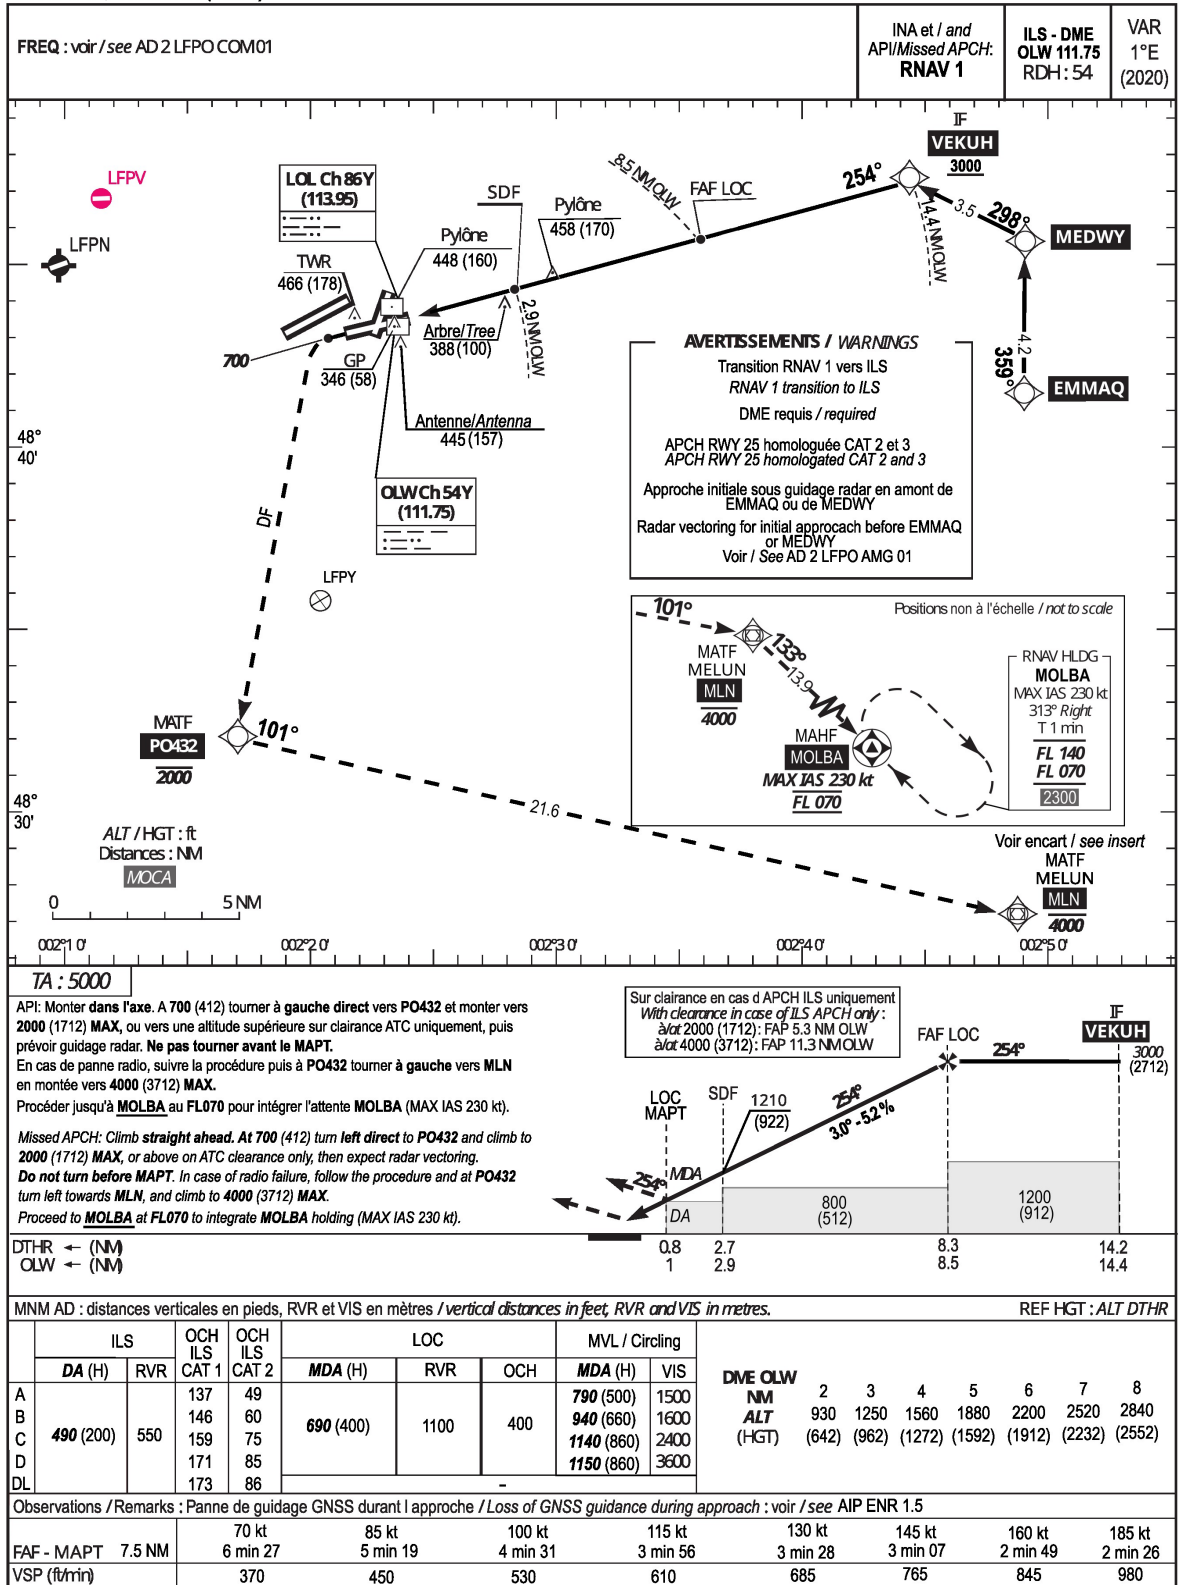 FREQ : voir / see AD 2 LFPO COM 01
INA et / and
API/Missed APCH:
RNAV 1
ILS - DME
OLW 111.75
RDH : 54
VAR
1°E
(2020)
IF
VEKUH
3000
LFPV
LFPN
LOL Ch 86Y
(113.95)
SDF
8.5 NM OLW
FAF LOC
254°
14.4 NM OLW
3.5
298°
MEDWY
Pylône
458 (170)
Pylône
448 (160)
TWR
466 (178)
Arbre/Tree
388 (100)
2.9 NM OLW
700
GP
346 (58)
Antenne/Antenna
445 (157)
4.2
359°
EMMAQ
AVERTISSEMENTS / WARNINGS
Transition RNAV 1 vers ILS
RNAV 1 transition to ILS
DME requis / required
APCH RWY 25 homologuée CAT 2 et 3
APCH RWY 25 homologated CAT 2 and 3
Approche initiale sous guidage radar en amont de
EMMAQ ou de MEDWY
Radar vectoring for initial approcach before EMMAQ
or MEDWY
Voir / See AD 2 LFPO AMG 01
48°
40'
OLW Ch 54Y
(111.75)
DF
LFPY
101°
Positions non à l'échelle / not to scale
MATF
MELUN
MLN
4000
133°
13.9
MAHF
MOLBA
MAX IAS 230 kt
FL 070
RNAV HLDG
MOLBA
MAX IAS 230 kt
313° Right
T 1 min
FL 140
FL 070
2300
MATF
PO432
2000
101°
21.6
48°
30'
ALT / HGT : ft
Distances : NM
MOCA
0 5 NM
Voir encart / see insert
MATF
MELUN
MLN
4000
002°10' 002°20' 002°30' 002°40' 002°50'
TA : 5000
API: Monter dans l'axe. A 700 (412) tourner à gauche direct vers PO432 et monter vers
2000 (1712) MAX, ou vers une altitude supérieure sur clairance ATC uniquement, puis
prévoir guidage radar. Ne pas tourner avant le MAPT.
En cas de panne radio, suivre la procédure puis à PO432 tourner à gauche vers MLN
en montée vers 4000 (3712) MAX.
Procéder jusqu'à MOLBA au FL070 pour intégrer l'attente MOLBA (MAX IAS 230 kt).
Missed APCH: Climb straight ahead. At 700 (412) turn left direct to PO432 and climb to
2000 (1712) MAX, or above on ATC clearance only, then expect radar vectoring.
Do not turn before MAPT. In case of radio failure, follow the procedure and at PO432
turn left towards MLN, and climb to 4000 (3712) MAX.
Proceed to MOLBA at FL070 to integrate MOLBA holding (MAX IAS 230 kt).
Sur clairance en cas d APCH ILS uniquement
With clearance in case of ILS APCH only :
à/at 2000 (1712): FAP 5.3 NM OLW
à/at 4000 (3712): FAP 11.3 NM OLW
IF
VEKUH
FAF LOC
254°
3000
(2712)
LOC
MAPT
SDF
1210
(922)
254°
3.0° - 5.2 %
254°
MDA
DA
800
(512)
1200
(912)
DTHR ← (NM) 0.8 2.7 8.3 14.2
OLW ← (NM) 1 2.9 8.5 14.4
MNM AD : distances verticales en pieds, RVR et VIS en mètres / vertical distances in feet, RVR and VIS in metres. REF HGT : ALT DTHR
ILS
DA (H) RVR
OCH
ILS
CAT 1
OCH
ILS
CAT 2
LOC
MDA (H) RVR OCH
MVL / Circling
MDA (H) VIS
A 137 49 790 (500) 1500
B 146 60 940 (660) 1600
C 490 (200) 550 159 75 690 (400) 1100 400 1140 (860) 2400
D 171 85 1150 (860) 3600
DL 173 86 -
DME OLW
NM 2 3 4 5 6 7 8
ALT 930 1250 1560 1880 2200 2520 2840
(HGT) (642) (962) (1272) (1592) (1912) (2232) (2552)
Observations / Remarks : Panne de guidage GNSS durant l approche / Loss of GNSS guidance during approach : voir / see AIP ENR 1.5
70 kt 85 kt 100 kt 115 kt 130 kt 145 kt 160 kt 185 kt
FAF - MAPT 7.5 NM 6 min 27 5 min 19 4 min 31 3 min 56 3 min 28 3 min 07 2 min 49 2 min 26
VSP (ft/min) 370 450 530 610 685 765 845 980